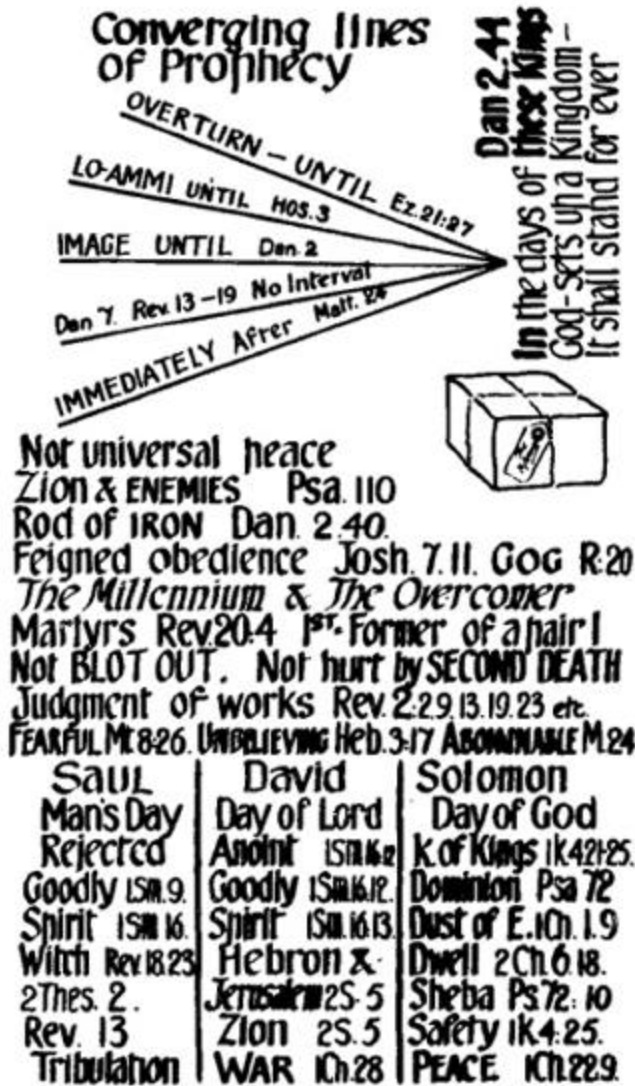 Converging lines
of Prophecy
OVERTURN – UNTIL Ez. 21:27
LO-AMMI UNTIL HOS. 3
IMAGE UNTIL Dan. 2
Dan 7. Rev. 13–19 No Interval
IMMEDIATELY After Matt. 24
Dan 2.44
In the days of these Kings
God–sets up a Kingdom –
It shall stand for ever
Not universal peace
Zion & ENEMIES Psa. 110
Rod of IRON Dan. 2.40.
Feigned obedience Josh. 7.11. GOG R.20
The Millennium & The Overcomer
Martyrs Rev.20.4 1ST. Former of a pair!
Not BLOT OUT. Not hurt by SECOND DEATH
Judgment of works Rev. 2.2.9.13.19.23 etc.
FEARFUL Mt 8.26. UNBELIEVING Heb. 3.17 ABOMINABLE M.24
SAUL
Man's Day
Rejected
Goodly 1.Sm.9.
Spirit 1 Sm 16.
Witch Rev.18.23
2 Thes. 2.
Rev. 13
Tribulation
David
Day of Lord
Anoint 1Sm.16.12
Goodly 1Sm.16.12.
Spirit 1Sm.16.13.
Hebron &
Jerusalem 2S.5
Zion 2S.5
WAR 1Ch.28
Solomon
Day of God
K. of Kings 1K4.21-25.
Dominion Psa 72
Dust of E. 1Ch. 1.9
Dwell 2Ch.6.18.
Sheba Ps.72:10
Safety 1K.4:25.
PEACE 1Ch.22.9.